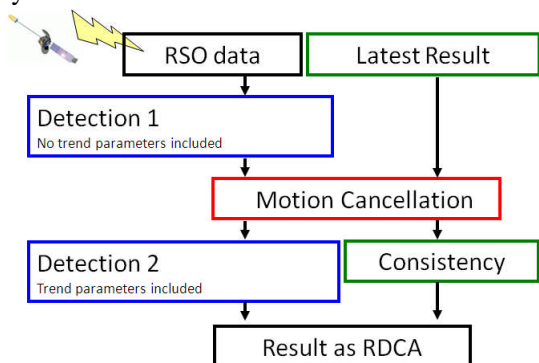 RSO data
Latest Result
Detection 1
No trend parameters included
Motion Cancellation
Detection 2
Trend parameters included
Consistency
Result as RDCA